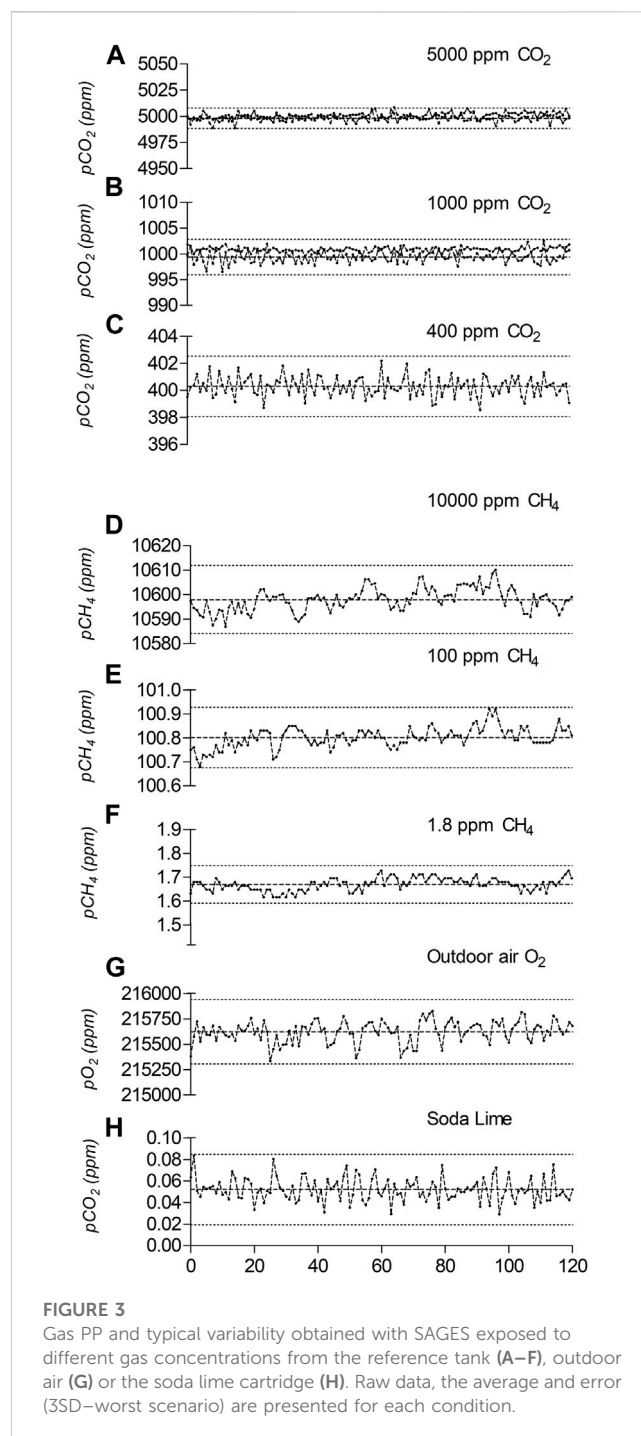 A
5000 ppm CO2
pCO2 (ppm)
5050
5025
5000
4975
4950
B
1000 ppm CO2
pCO2 (ppm)
1010
1005
1000
995
990
C
400 ppm CO2
pCO2 (ppm)
404
402
400
398
396
10000 ppm CH4
D
pCH4 (ppm)
10620
10610
10600
10590
10580
100 ppm CH4
E
pCH4 (ppm)
101.0
100.9
100.8
100.7
100.6
F
1.8 ppm CH4
pCH4 (ppm)
1.9
1.8
1.7
1.6
1.5
G
Outdoor air O2
pO2 (ppm)
216000
215750
215500
215250
215000
H
Soda Lime
pCO2 (ppm)
0.10
0.08
0.06
0.04
0.02
0.00
0 20 40 60 80 100 120
FIGURE 3
Gas PP and typical variability obtained with SAGES exposed to
different gas concentrations from the reference tank (A–F), outdoor
air (G) or the soda lime cartridge (H). Raw data, the average and error
(3SD–worst scenario) are presented for each condition.